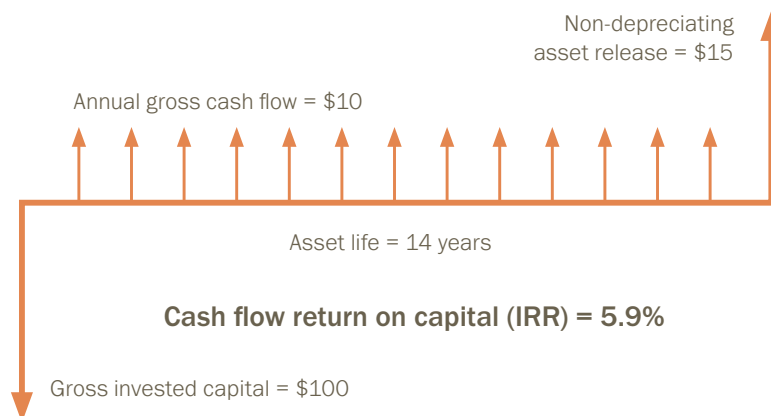 Non-depreciating
asset release = $15
Annual gross cash flow = $10
Asset life = 14 years
Cash flow return on capital (IRR) = 5.9%
Gross invested capital = $100